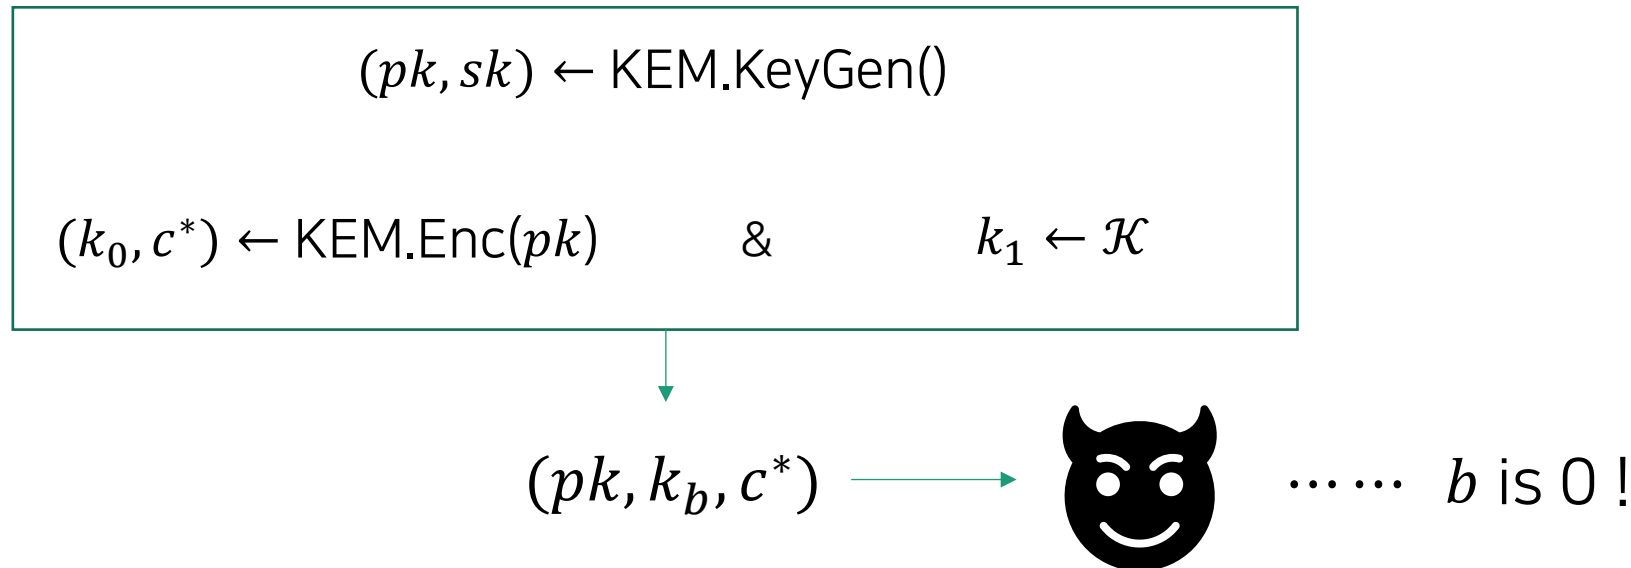 (pk, sk) ← KEM.KeyGen()
(k₀, c*) ← KEM.Enc(pk) & k₁ ← 𝒦
(pk, k_b, c*) ⋯⋯ b is 0 !